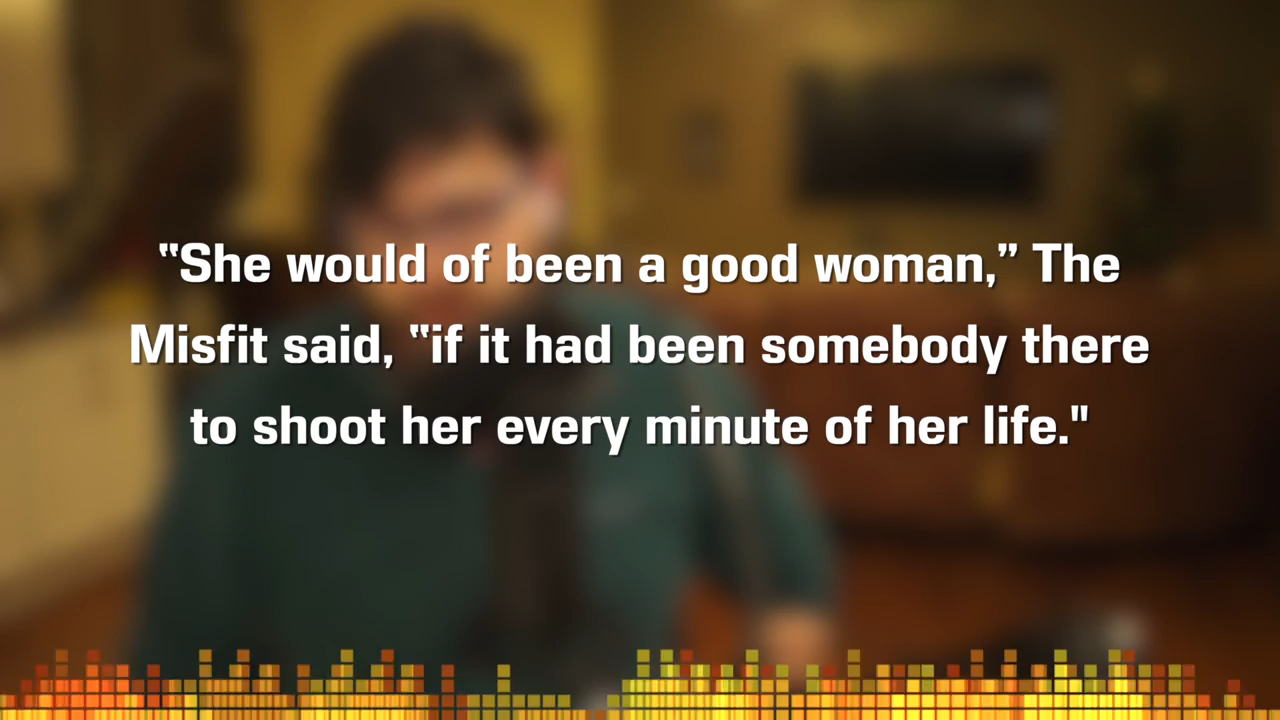 “She would of been a good woman,” The
Misfit said, “if it had been somebody there
to shoot her every minute of her life."